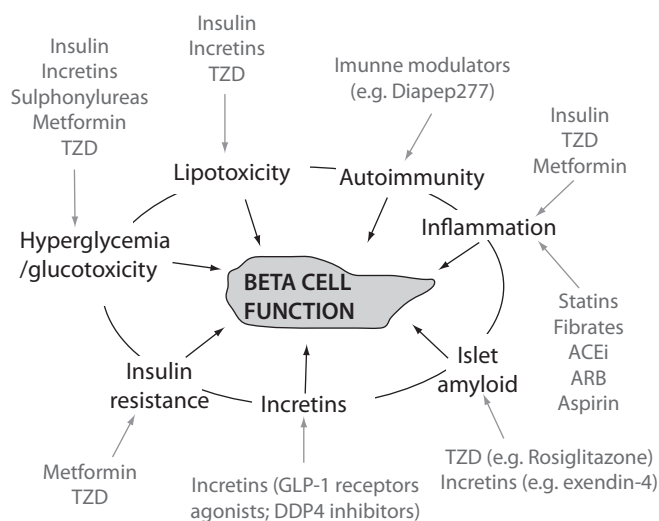 Insulin
Incretins
Sulphonylureas
Metformin
TZD
Insulin
Incretins
TZD
Imunne modulators
(e.g. Diapep277)
Insulin
TZD
Metformin
Lipotoxicity
Autoimmunity
Inflammation
Hyperglycemia
/glucotoxicity
BETA CELL
FUNCTION
Statins
Fibrates
ACEi
ARB
Aspirin
Insulin
resistance
Incretins
Islet
amyloid
Metformin
TZD
Incretins (GLP-1 receptors
agonists; DDP4 inhibitors)
TZD (e.g. Rosiglitazone)
Incretins (e.g. exendin-4)